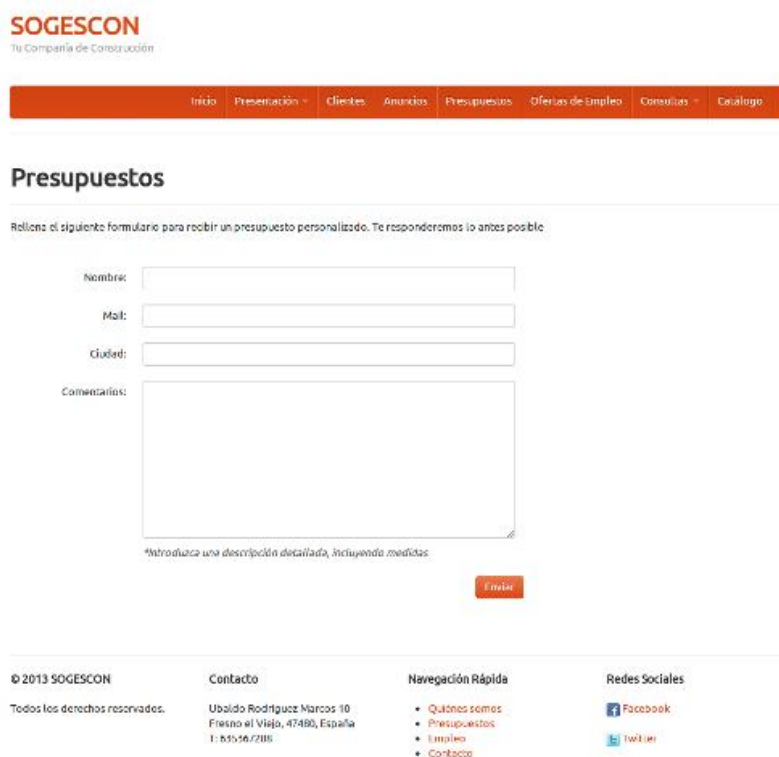 SOGESCON
Tu Compañía de Construcción
Inicio Presentación Clientes Anuncios Presupuestos Ofertas de Empleo Consultas Catálogo
Presupuestos
Rellena el siguiente formulario para recibir un presupuesto personalizado. Te responderemos lo antes posible
Nombre:
Mail:
Ciudad:
Comentarios:
*Introduzca una descripción detallada, incluyendo medidas
Enviar
© 2013 SOGESCON Contacto Navegación Rápida Redes Sociales
Todos los derechos reservados. Ubaldo Rodríguez Marcos 10 • Quiénes somos Facebook
Fresno el Viejo, 47480, España • Presupuestos
T: • Empleo Twitter
• Contacto